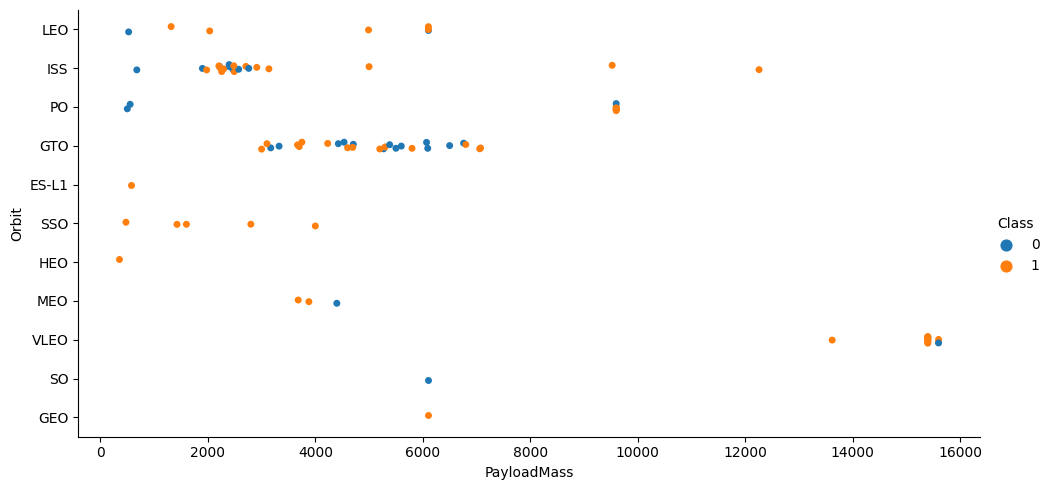 LEO
ISS
PO
GTO
ES-L1
SSO
HEO
MEO
VLEO
SO
GEO
Orbit
0 2000 4000 6000 8000 10000 12000 14000 16000
PayloadMass
Class
0
1